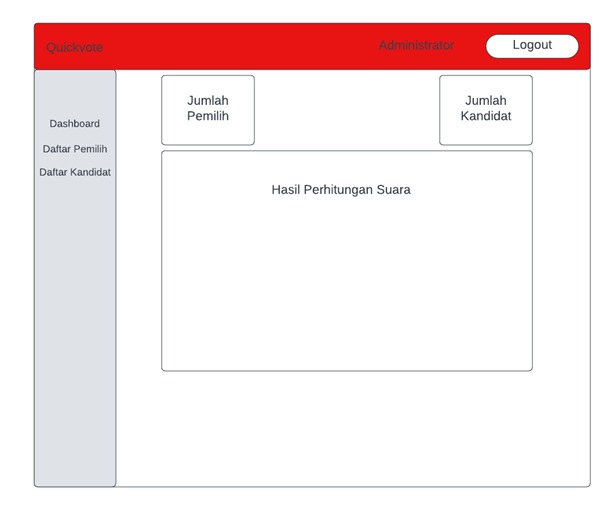 Quickvote
Administrator
Logout
Dashboard
Daftar Pemilih
Daftar Kandidat
Jumlah
Pemilih
Jumlah
Kandidat
Hasil Perhitungan Suara